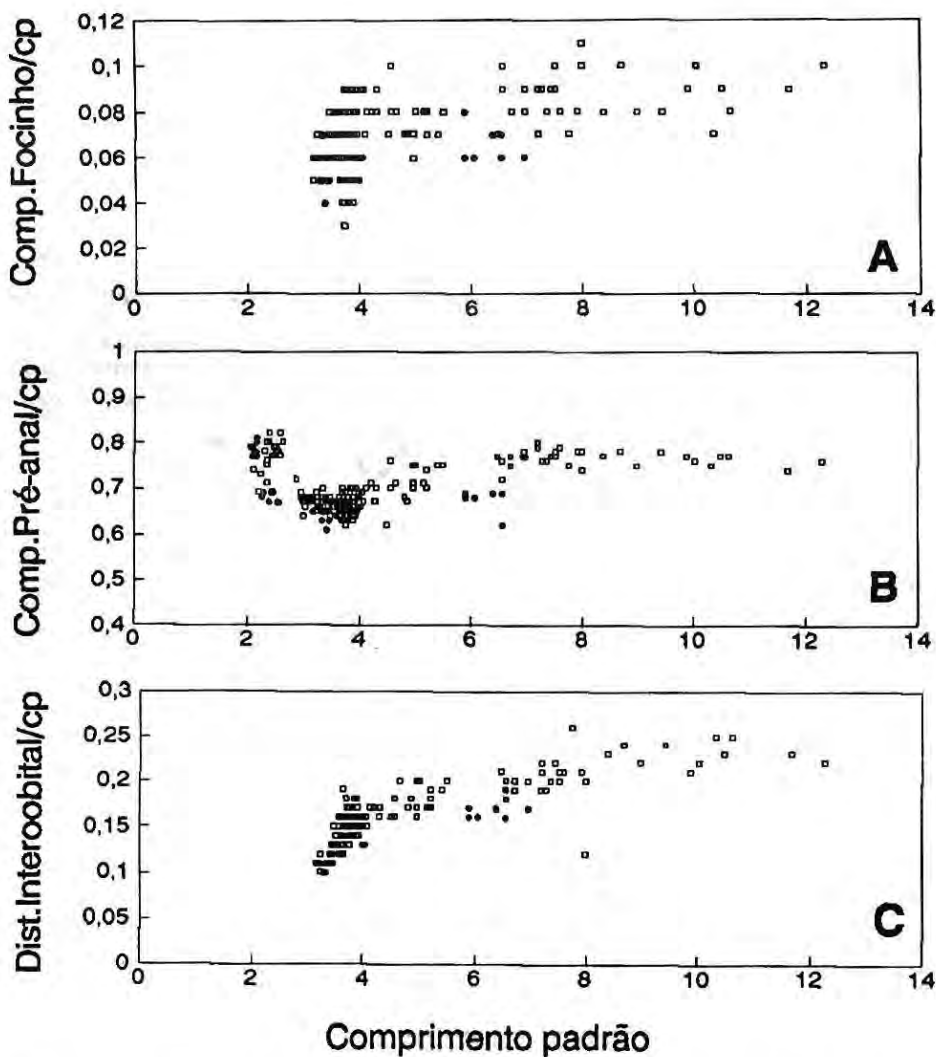 Comp.Focinho/cp
0,12
0,1
0,08
0,06
0,04
0,02
0
0 2 4 6 8 10 12 14
A
Comp.Pré-anal/cp
1
0,9
0,8
0,7
0,6
0,5
0,4
0 2 4 6 8 10 12 14
B
Dist.Interoobital/cp
0,3
0,25
0,2
0,15
0,1
0,05
0
0 2 4 6 8 10 12 14
C
Comprimento padrão